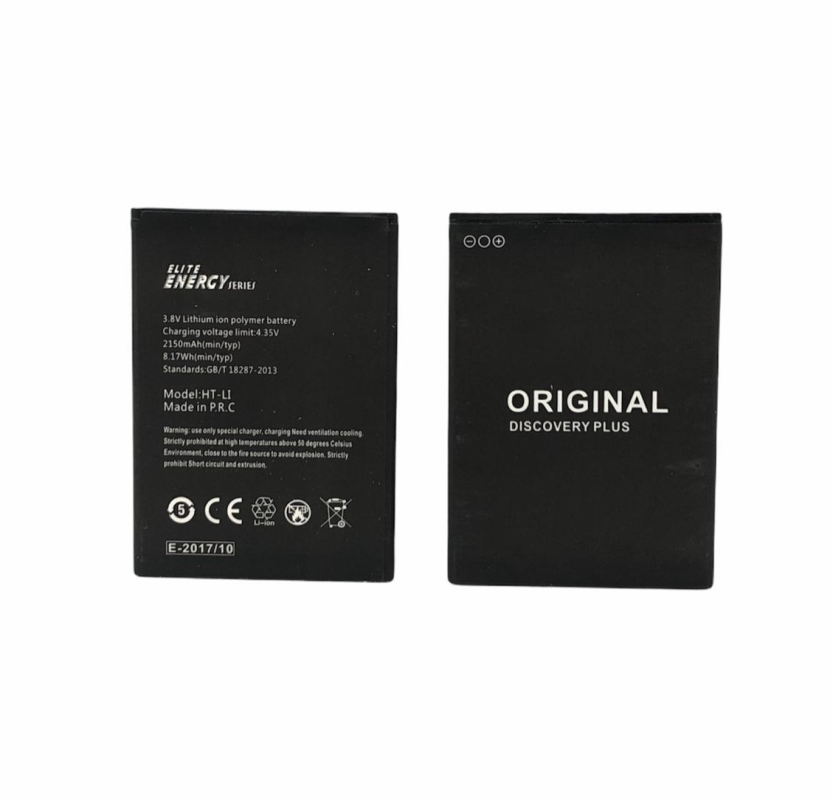 ELITE
ENERGY SERIES
3.8V Lithium ion polymer battery
Charging voltage limit:4.35V
2150mAh(min/typ)
8.17Wh(min/typ)
Standards:GB/T 18287-2013
Model:HT-LI
Made in P.R.C
Warning: use only special charger, charging Need ventilation cooling.
Strictly prohibited at high temperatures above 50 degrees Celsius
Environment, close to the fire source to avoid explosion. Strictly
prohibit Short circuit and extrusion.
5 CE
Li-ion
E-2017/10
ORIGINAL
DISCOVERY PLUS